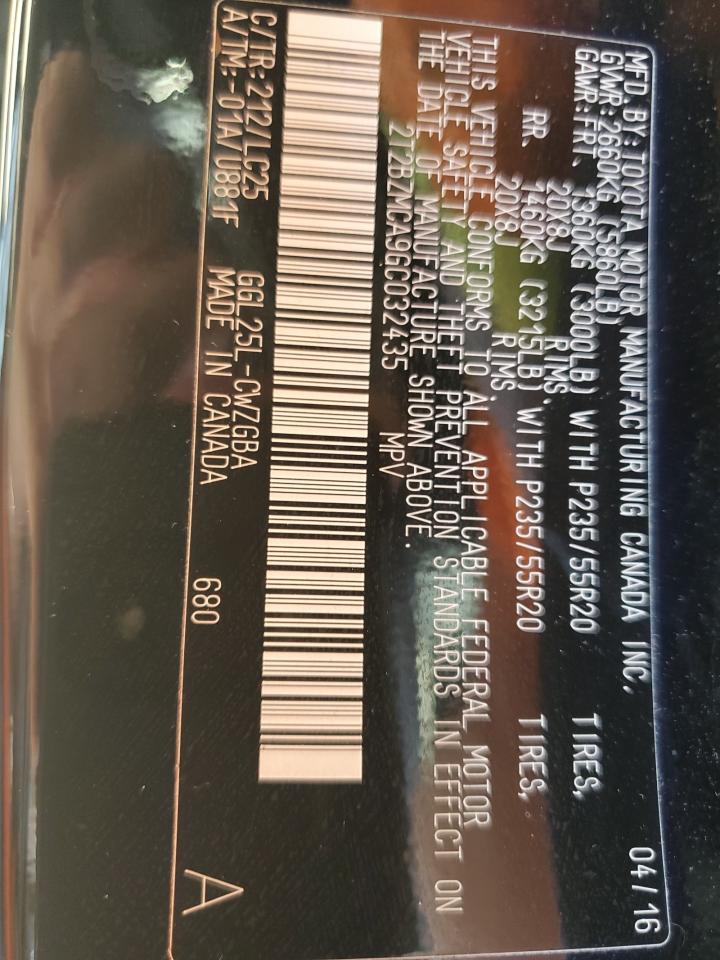 MFD.BY:TOYOTA MOTOR MANUFACTURING CANADA INC. 04/16
GVWR:2660KG (5860LB)
GAWR:FRT. 1360KG (3000LB) WITH P235/55R20 TIRES,
20X8J RIMS
RR. 1460KG (3215LB) WITH P235/55R20 TIRES,
20X8J RIMS.
THIS VEHICLE CONFORMS TO ALL APPLICABLE FEDERAL MOTOR
VEHICLE SAFETY AND THEFT PREVENTION STANDARDS IN EFFECT ON
THE DATE OF MANUFACTURE SHOWN ABOVE.
2T2BZMCA9GC032435 MPV
C/TR:212/LC25 GGL25L-CWZGBA
A/TM:-01A/U881F MADE IN CANADA 680 A